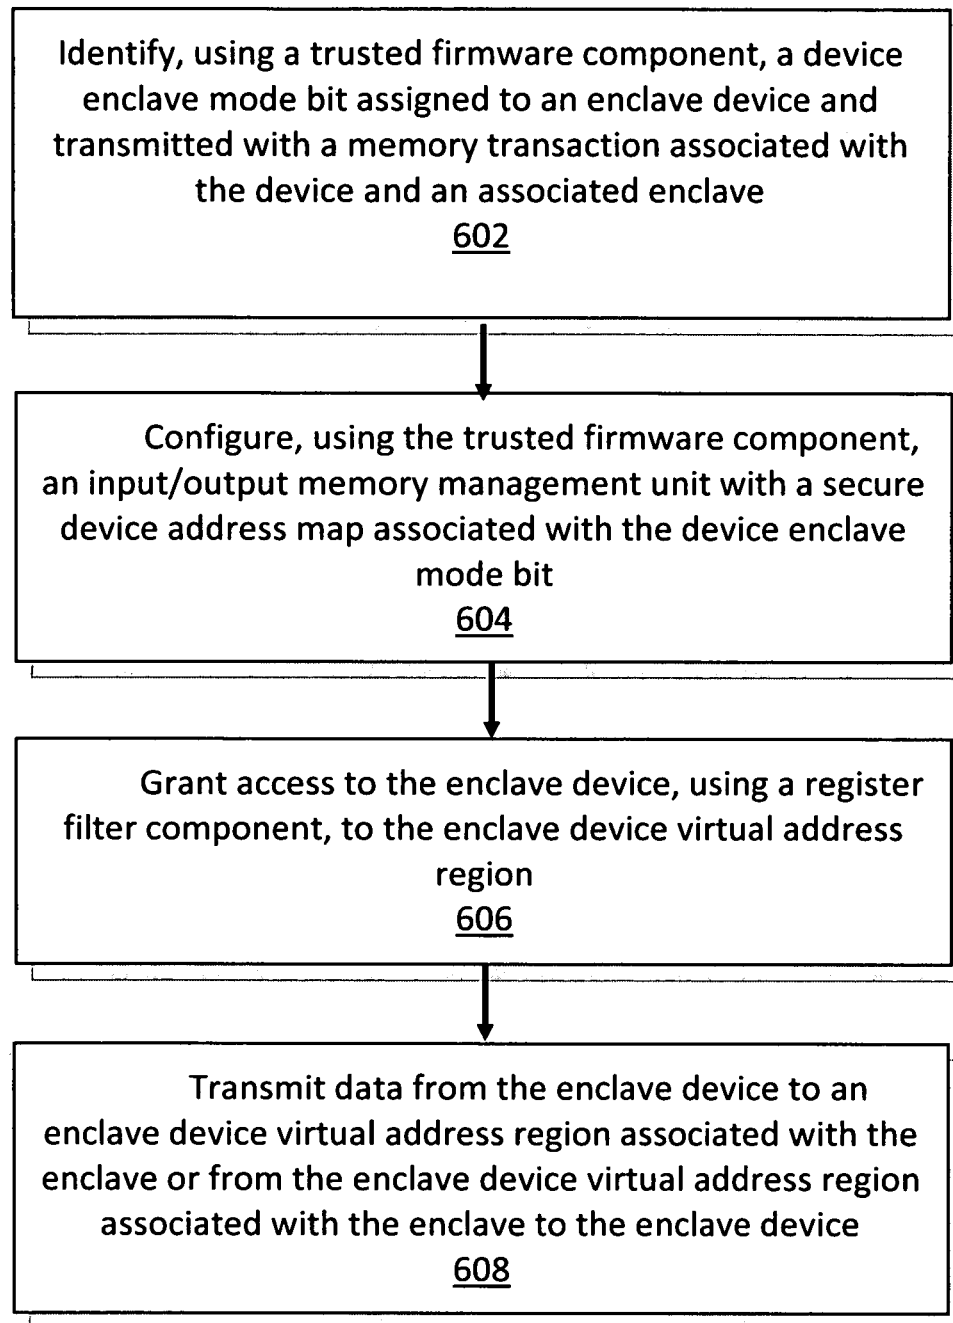 Identify, using a trusted firmware component, a device
enclave mode bit assigned to an enclave device and
transmitted with a memory transaction associated with
the device and an associated enclave
602
Configure, using the trusted firmware component,
an input/output memory management unit with a secure
device address map associated with the device enclave
mode bit
604
Grant access to the enclave device, using a register
filter component, to the enclave device virtual address
region
606
Transmit data from the enclave device to an
enclave device virtual address region associated with the
enclave or from the enclave device virtual address region
associated with the enclave to the enclave device
608